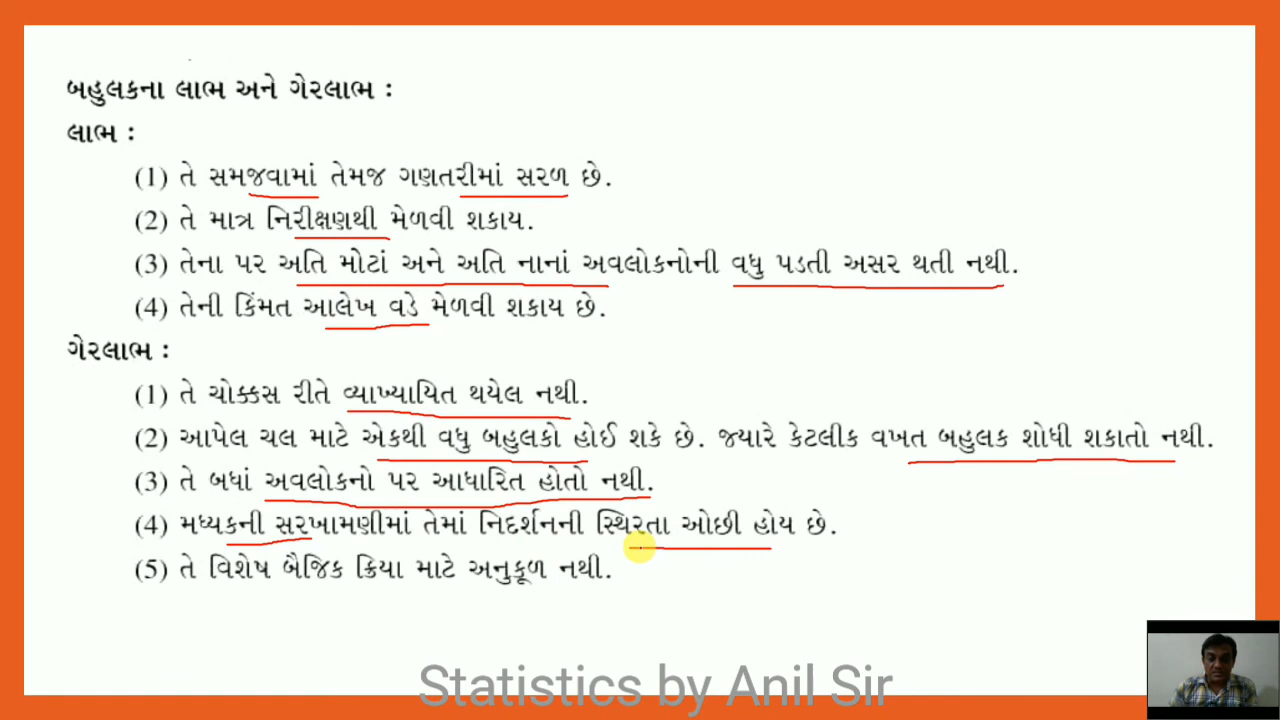 બહુલકના લાભ અને ગેરલાભ :
લાભ :
(1) તે સમજવામાં તેમજ ગણતરીમાં સરળ છે.
(2) તે માત્ર નિરીક્ષણથી મેળવી શકાય.
(3) તેના પર અતિ મોટાં અને અતિ નાનાં અવલોકનોની વધુ પડતી અસર થતી નથી.
(4) તેની કિંમત આલેખ વડે મેળવી શકાય છે.
ગેરલાભ :
(1) તે ચોક્કસ રીતે વ્યાખ્યાયિત થયેલ નથી.
(2) આપેલ ચલ માટે એકથી વધુ બહુલકો હોઈ શકે છે. જ્યારે કેટલીક વખત બહુલક શોધી શકાતો નથી.
(3) તે બધાં અવલોકનો પર આધારિત હોતો નથી.
(4) મધ્યકની સરખામણીમાં તેમાં નિદર્શનની સ્થિરતા ઓછી હોય છે.
(5) તે વિશેષ બૈજિક ક્રિયા માટે અનુકૂળ નથી.
Statistics by Anil Sir